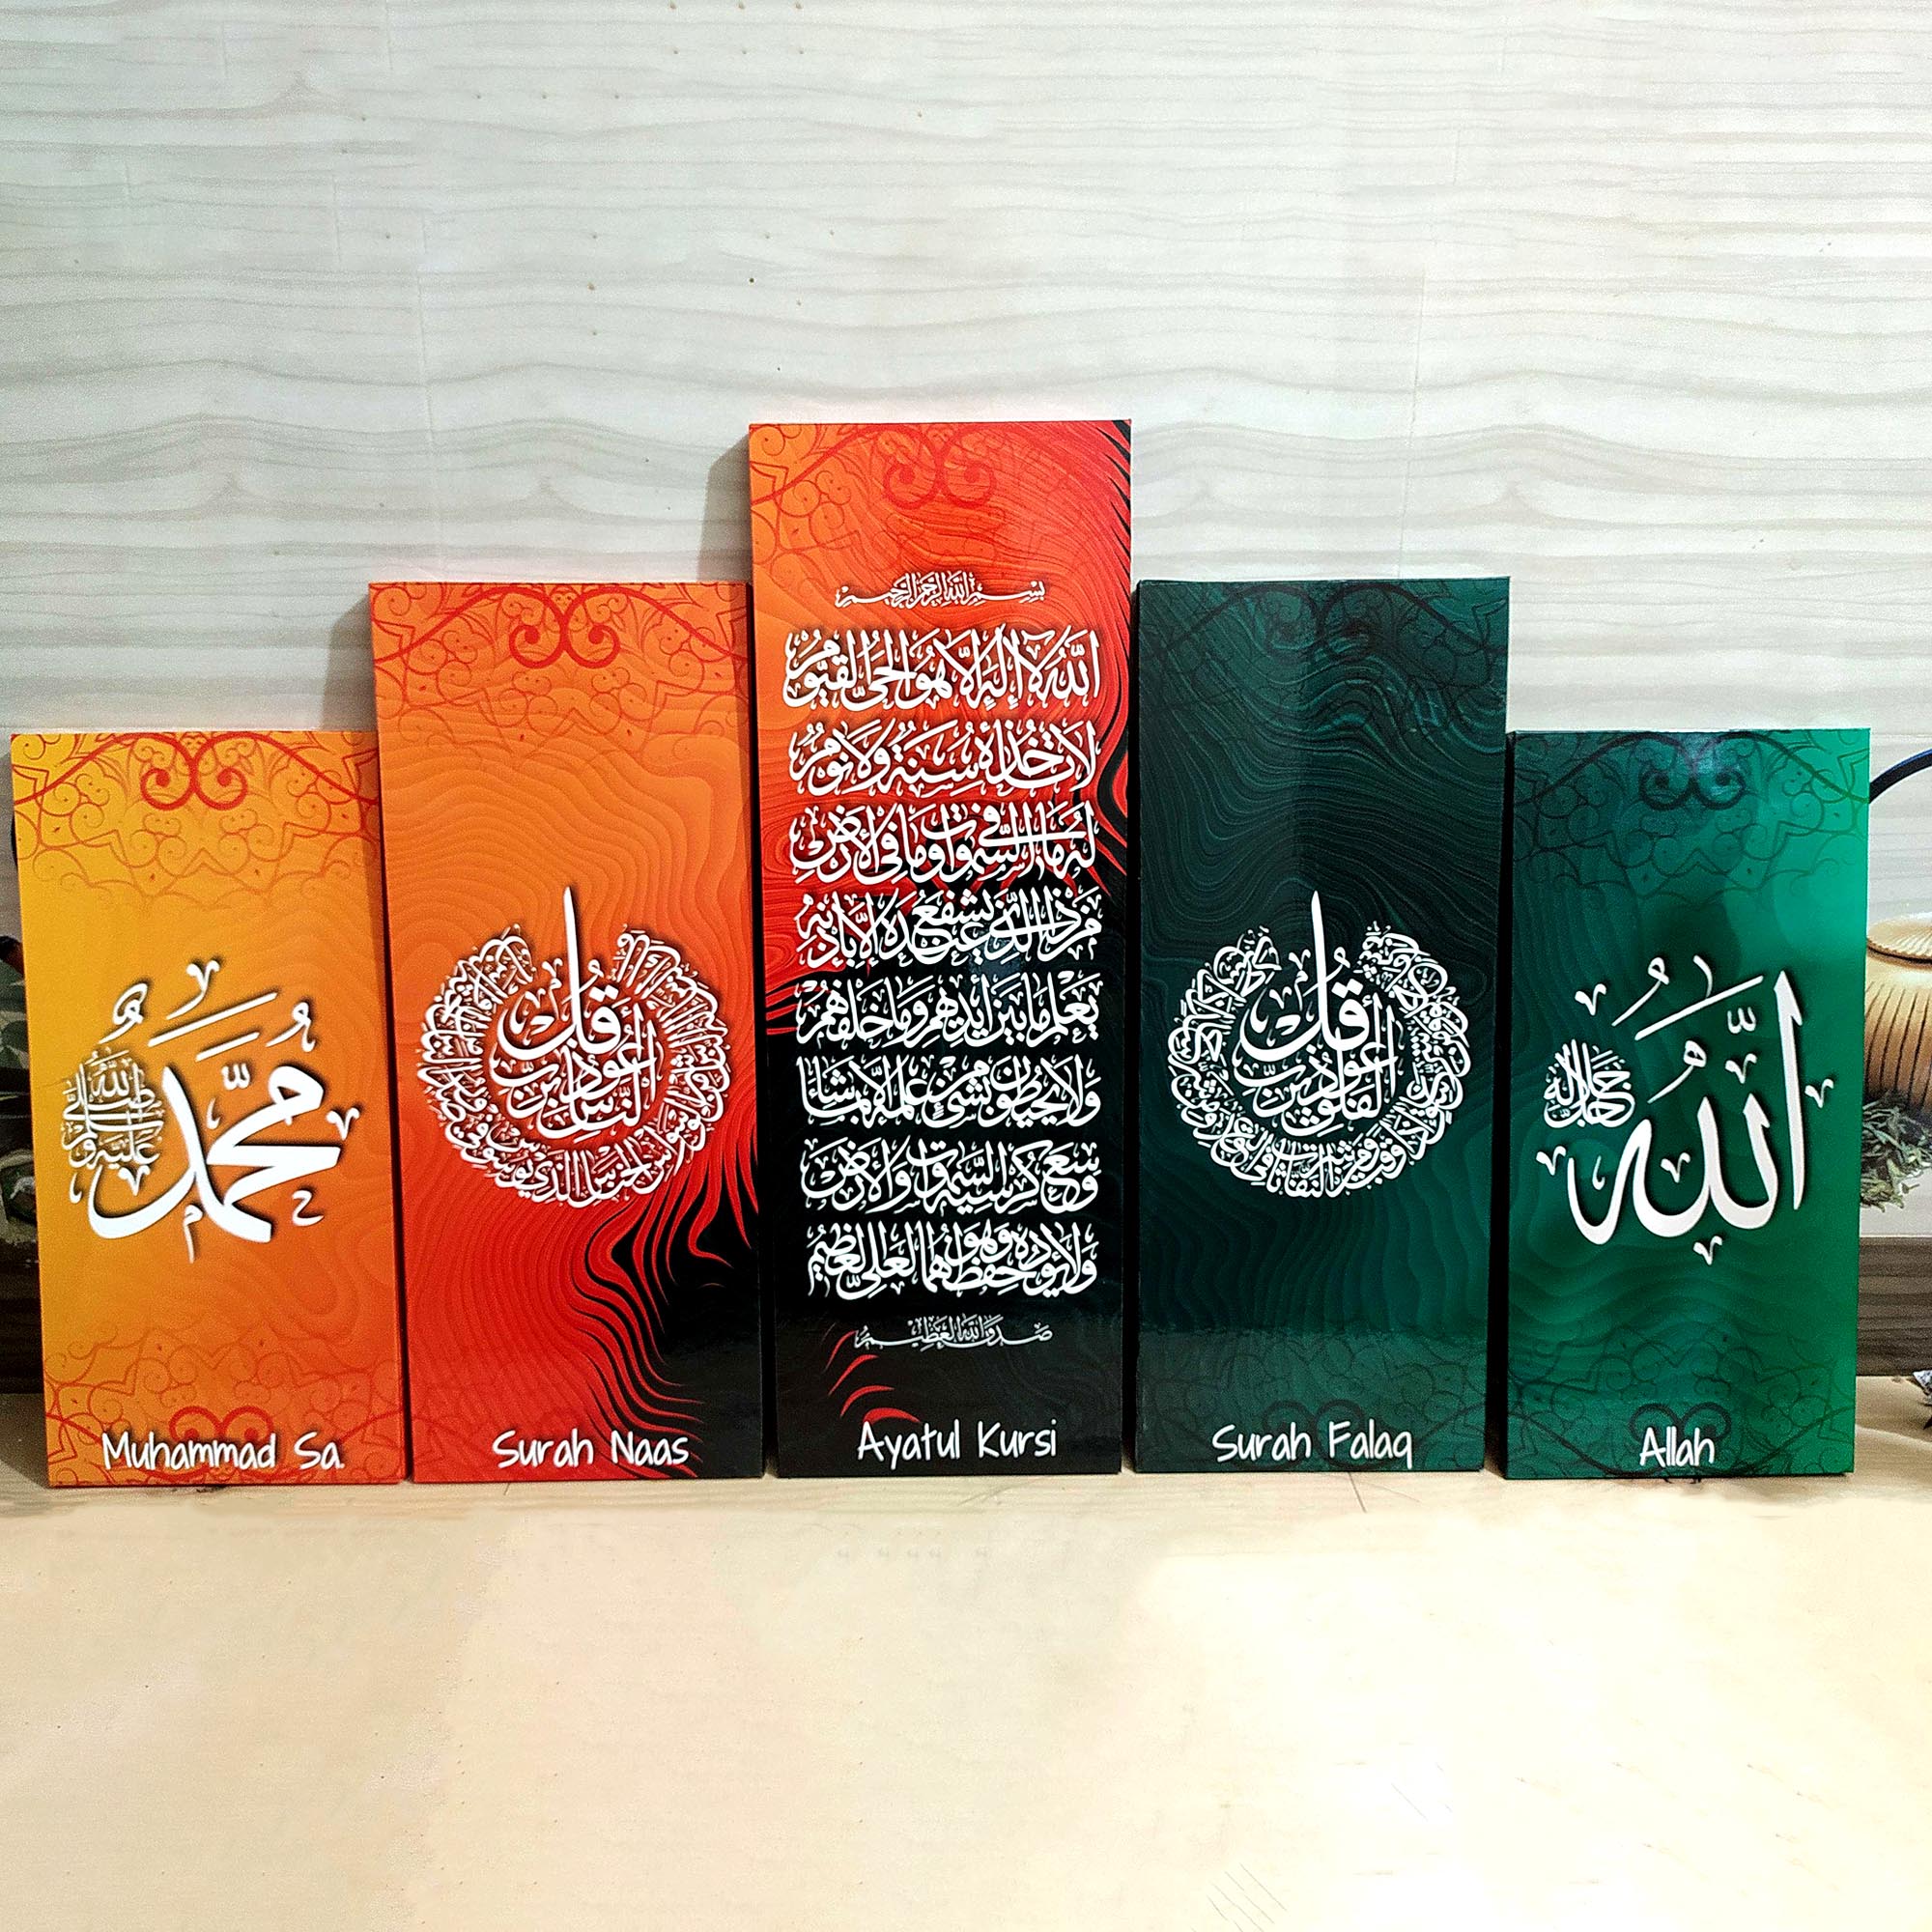 محمد
صلى الله عليه وسلم
Muhammad Sa.
قل أعوذ برب الناس
Surah Naas
بسم الله الرحمن الرحيم
الله لا إله إلا هو الحي القيوم
لا تأخذه سنة ولا نوم
له ما في السموات وما في الأرض
من ذا الذي يشفع عنده إلا بإذنه
يعلم ما بين أيديهم وما خلفهم
ولا يحيطون بشيء من علمه إلا بما شاء
وسع كرسيه السموات والأرض
ولا يؤوده حفظهما وهو العلي العظيم
صدق الله العظيم
Ayatul Kursi
قل أعوذ برب الفلق
Surah Falaq
الله
جل جلاله
Allah